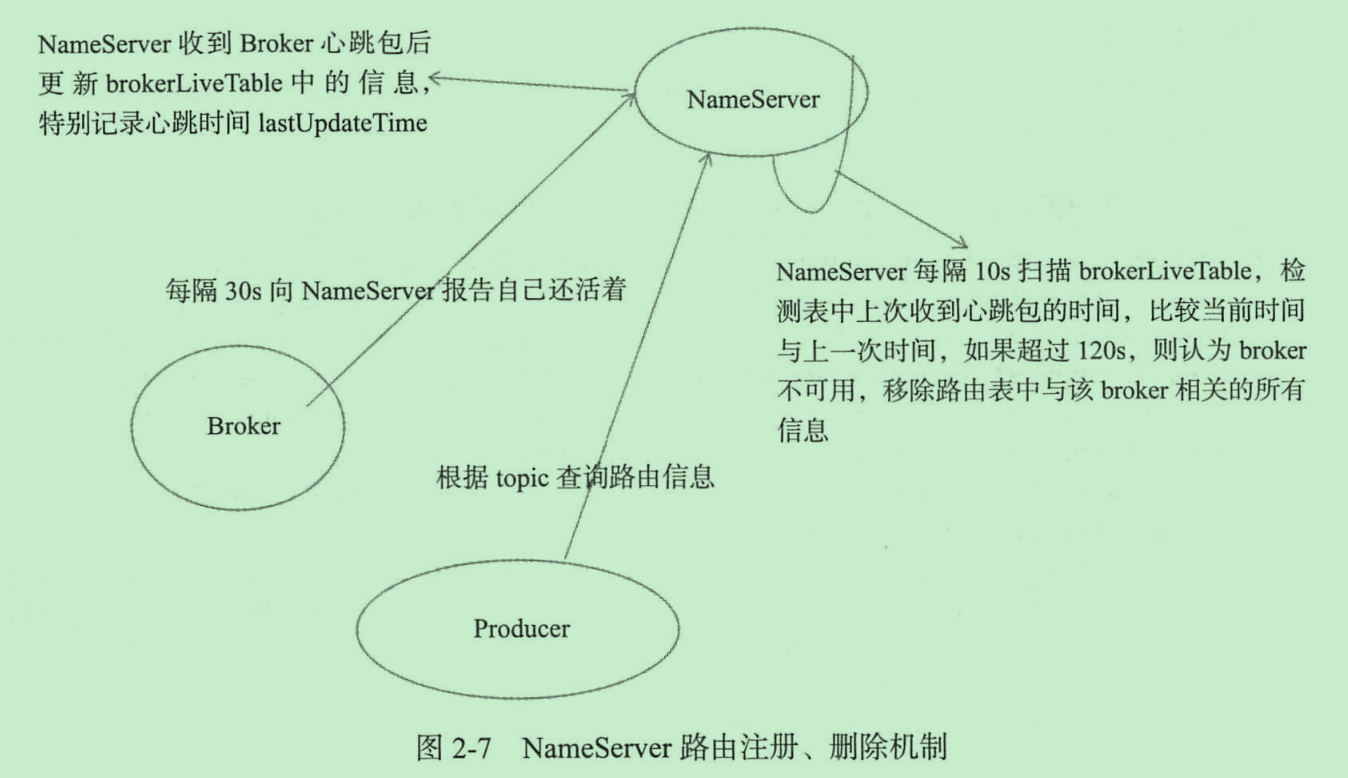 NameServer 收到 Broker 心跳包后
更新 brokerLiveTable 中的信息,
特别记录心跳时间 lastUpdateTime
NameServer
每隔 30s 向 NameServer 报告自己还活着
NameServer 每隔 10s 扫描 brokerLiveTable，检
测表中上次收到心跳包的时间，比较当前时间
与上一次时间，如果超过 120s，则认为 broker
不可用，移除路由表中与该 broker 相关的所有
信息
Broker
根据 topic 查询路由信息
Producer
图 2-7 NameServer 路由注册、删除机制